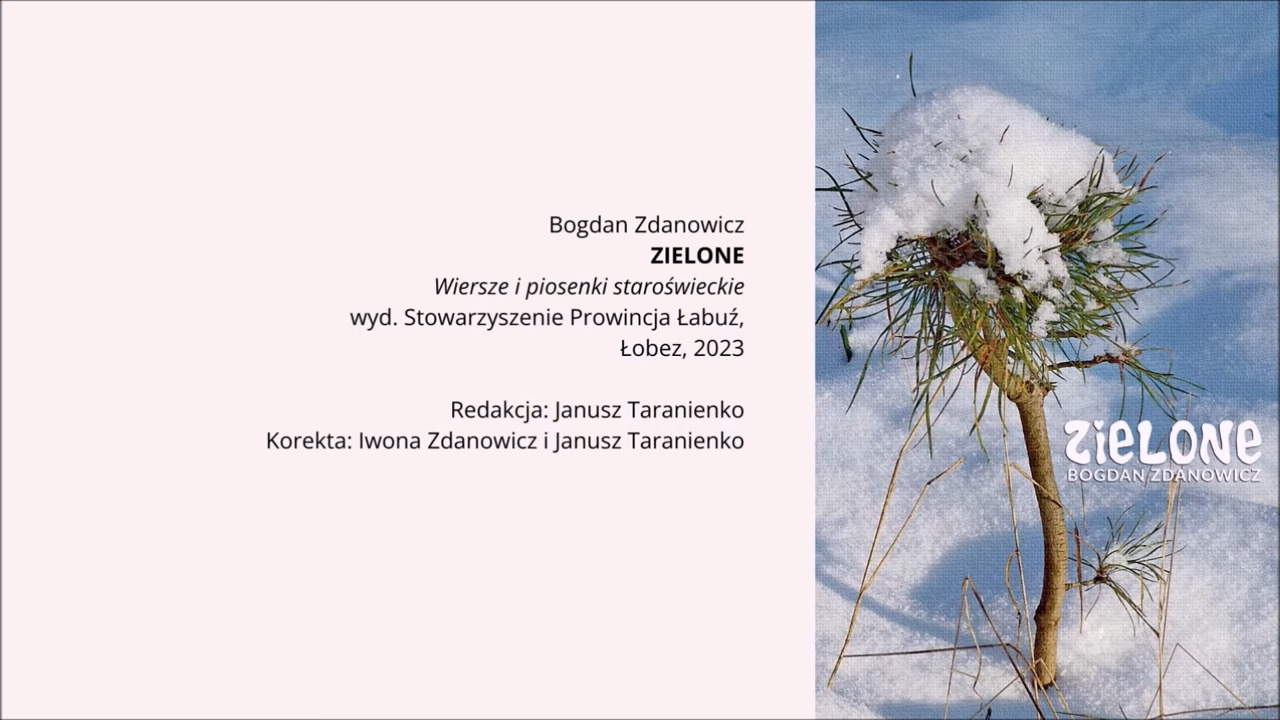 Bogdan Zdanowicz
ZIELONE
Wiersze i piosenki staroświeckie
wyd. Stowarzyszenie Prowincja Łabuź,
Łobez, 2023
Redakcja: Janusz Taranienko
Korekta: Iwona Zdanowicz i Janusz Taranienko
ZiELONE
BOGDAN ZDANOWICZ